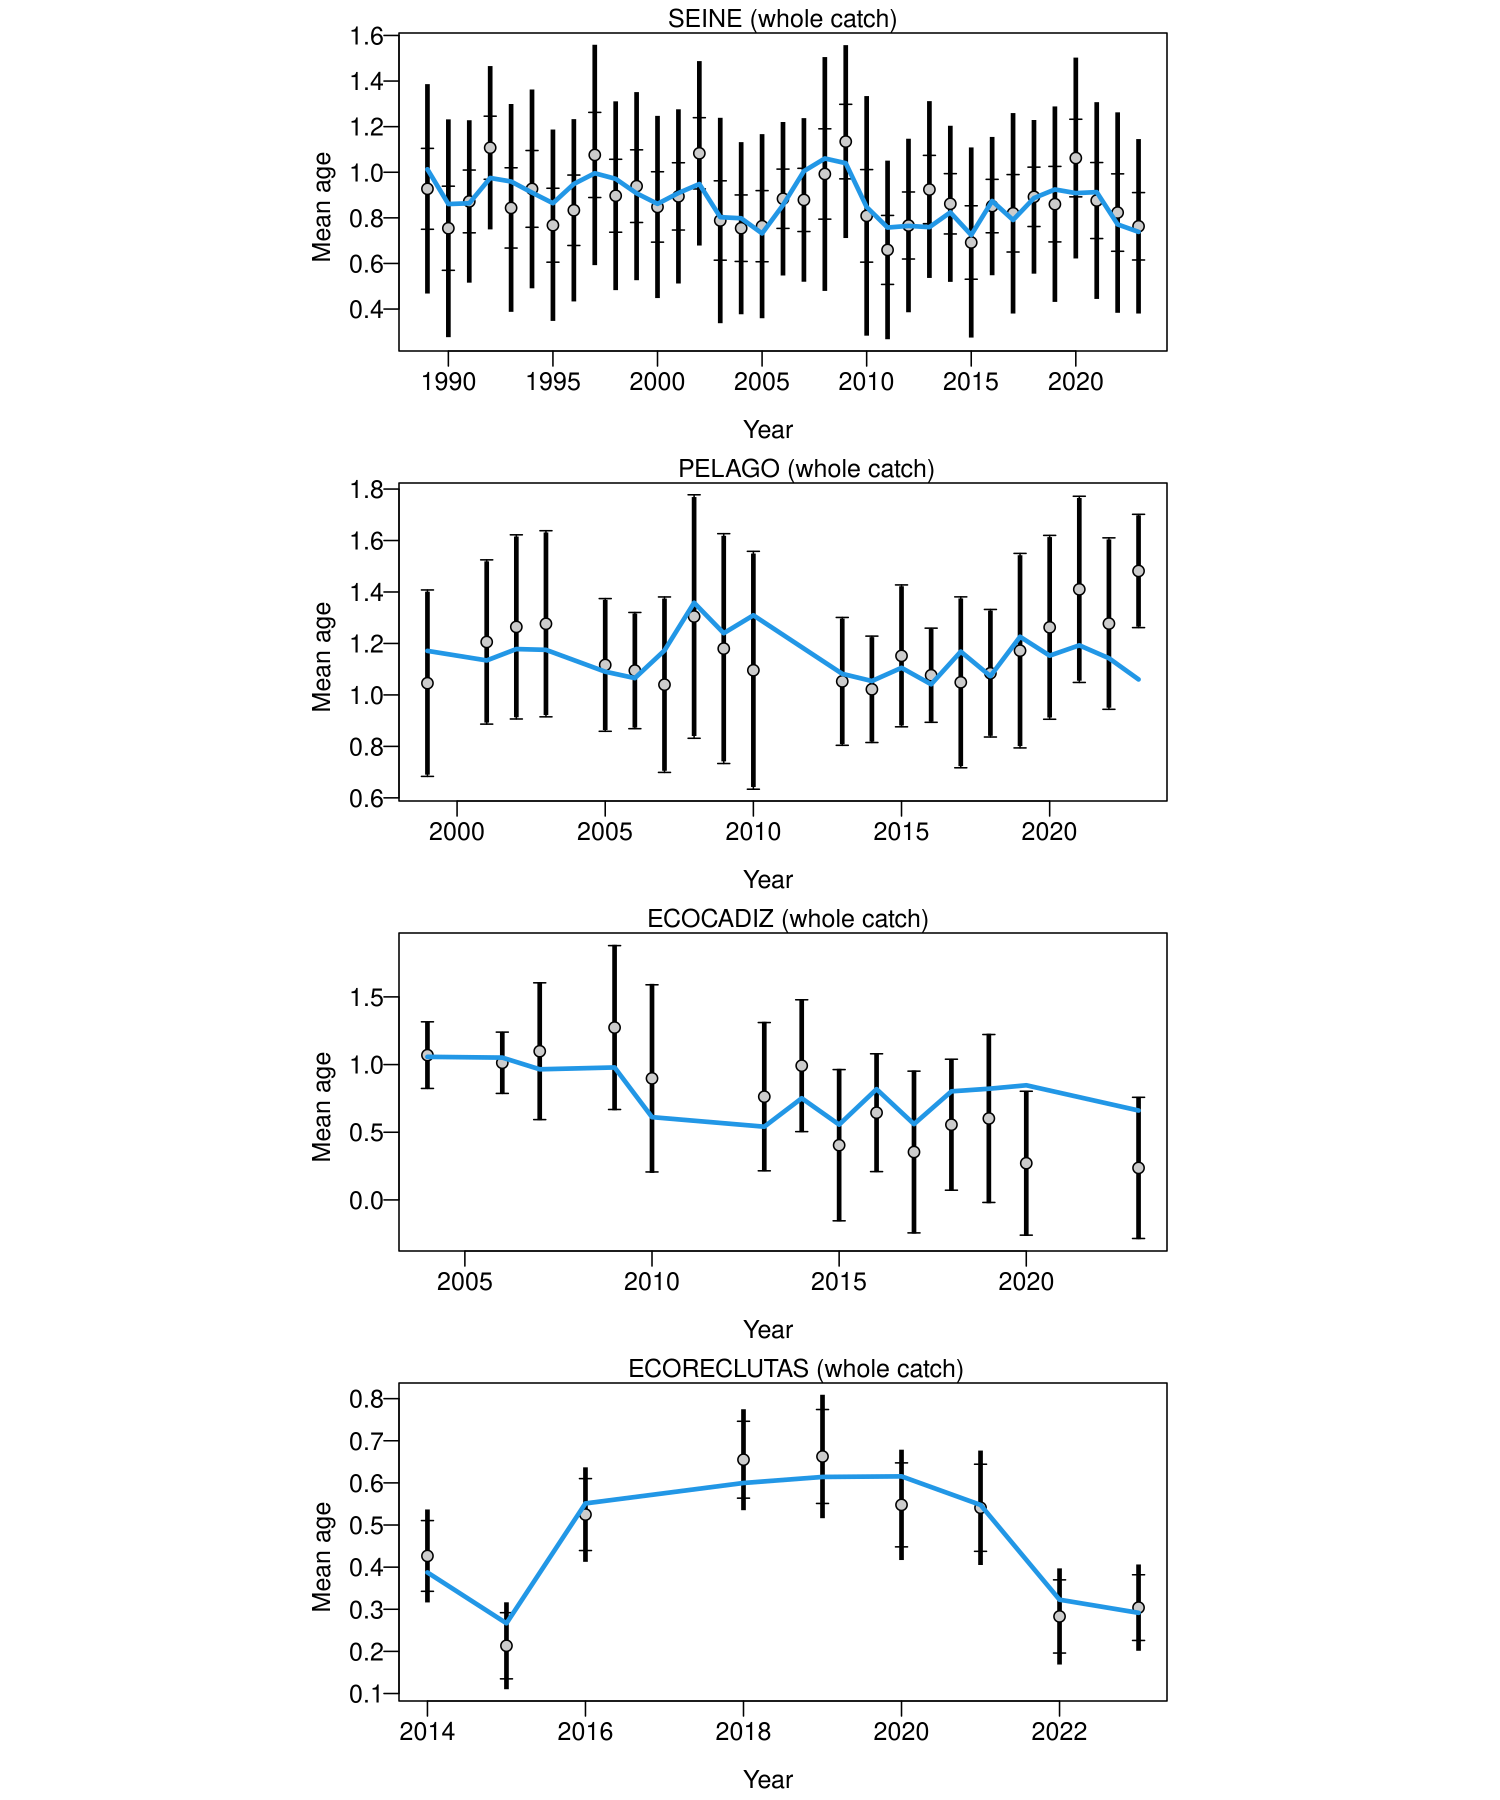 SEINE (whole catch)
Mean age
1.6
1.4
1.2
1.0
0.8
0.6
0.4
1990 1995 2000 2005 2010 2015 2020
Year
PELAGO (whole catch)
Mean age
1.8
1.6
1.4
1.2
1.0
0.8
0.6
2000 2005 2010 2015 2020
Year
ECOCADIZ (whole catch)
Mean age
1.5
1.0
0.5
0.0
2005 2010 2015 2020
Year
ECORECLUTAS (whole catch)
Mean age
0.8
0.7
0.6
0.5
0.4
0.3
0.2
0.1
2014 2016 2018 2020 2022
Year